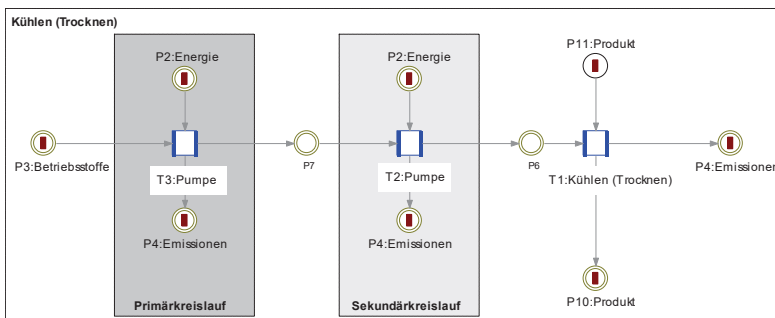 Kühlen (Trocknen)
P2:Energie
P2:Energie
P11:Produkt
P3:Betriebsstoffe
P7
P6
T3:Pumpe
T2:Pumpe
T1:Kühlen (Trocknen)
P4:Emissionen
P4:Emissionen
P4:Emissionen
P10:Produkt
Primärkreislauf
Sekundärkreislauf